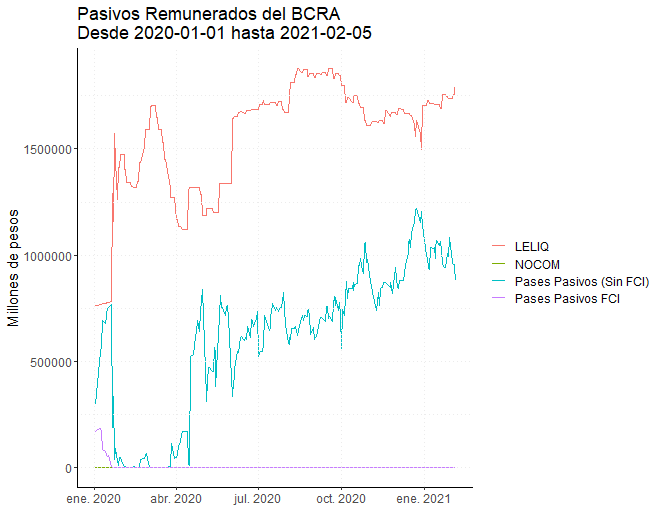 Pasivos Remunerados del BCRA
Desde 2020-01-01 hasta 2021-02-05
Millones de pesos
1500000
1000000
500000
0
ene. 2020
abr. 2020
jul. 2020
oct. 2020
ene. 2021
LELIQ
NOCOM
Pases Pasivos (Sin FCI)
Pases Pasivos FCI